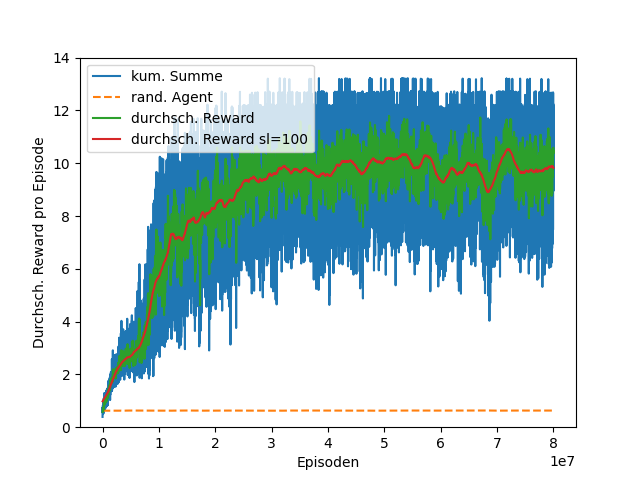 14
12
10
8
6
4
2
0
Durchsch. Reward pro Episode
kum. Summe
rand. Agent
durchsch. Reward
durchsch. Reward sl=100
0 1 2 3 4 5 6 7 8
1e7
Episoden